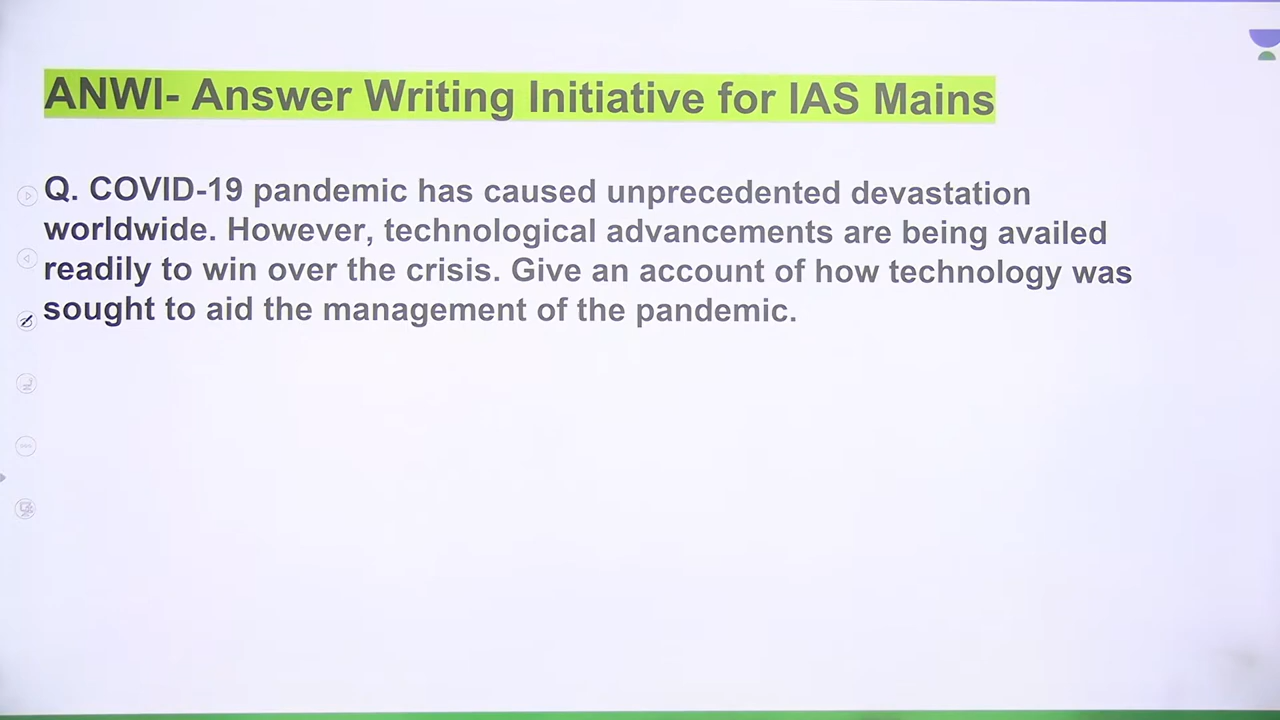 ANWI- Answer Writing Initiative for IAS Mains
Q. COVID-19 pandemic has caused unprecedented devastation
worldwide. However, technological advancements are being availed
readily to win over the crisis. Give an account of how technology was
sought to aid the management of the pandemic.